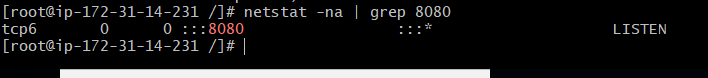 [root@ip-172-31-14-231 /]# netstat -na | grep 8080
tcp6       0      0 :::8080                 :::*                    LISTEN
[root@ip-172-31-14-231 /]#